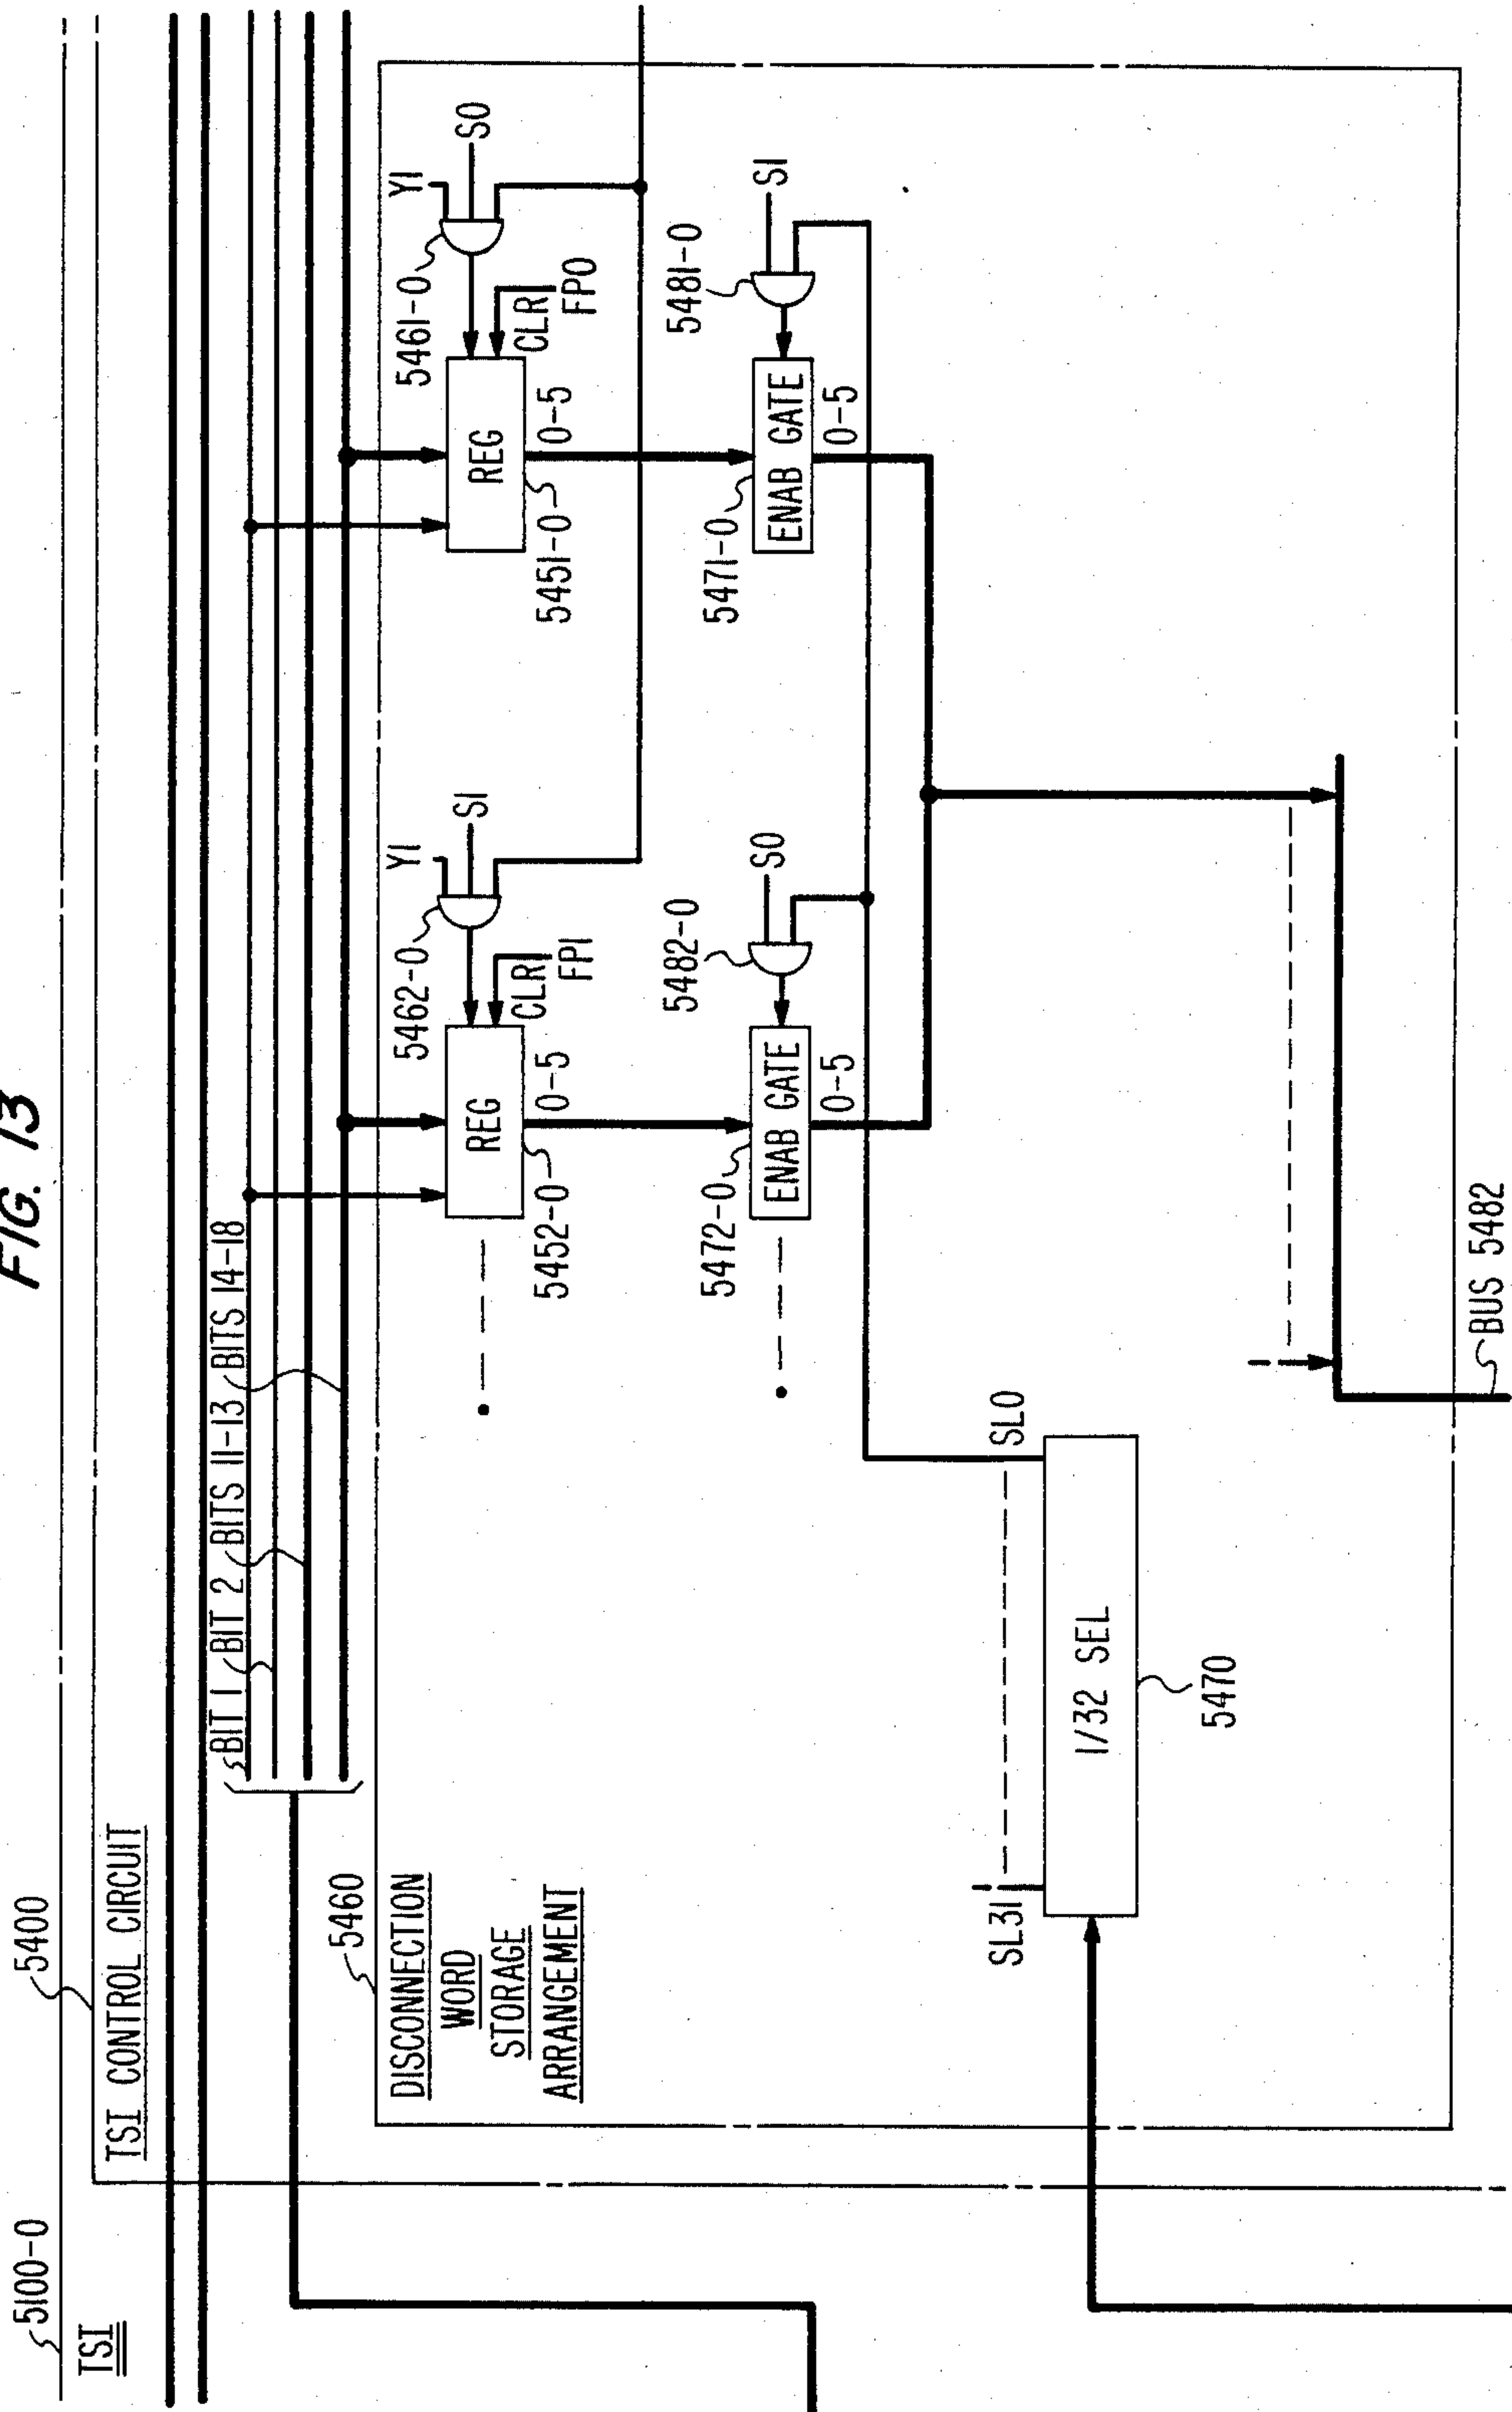 FIG. 13
5100-0
5400
TSI
TSI CONTROL CIRCUIT
BIT 1
BIT 2
BITS 11-13
BITS 14-18
5460
DISCONNECTION
WORD
STORAGE
ARRANGEMENT
5462-0
Y1
S1
5461-0
Y1
S0
REG
CLR
FP1
REG
CLR
FP0
5452-0
0-5
5451-0
0-5
5482-0
S0
5481-0
S1
5472-0
ENAB GATE
0-5
5471-0
ENAB GATE
0-5
SL31
SL0
1/32 SEL
5470
BUS 5482